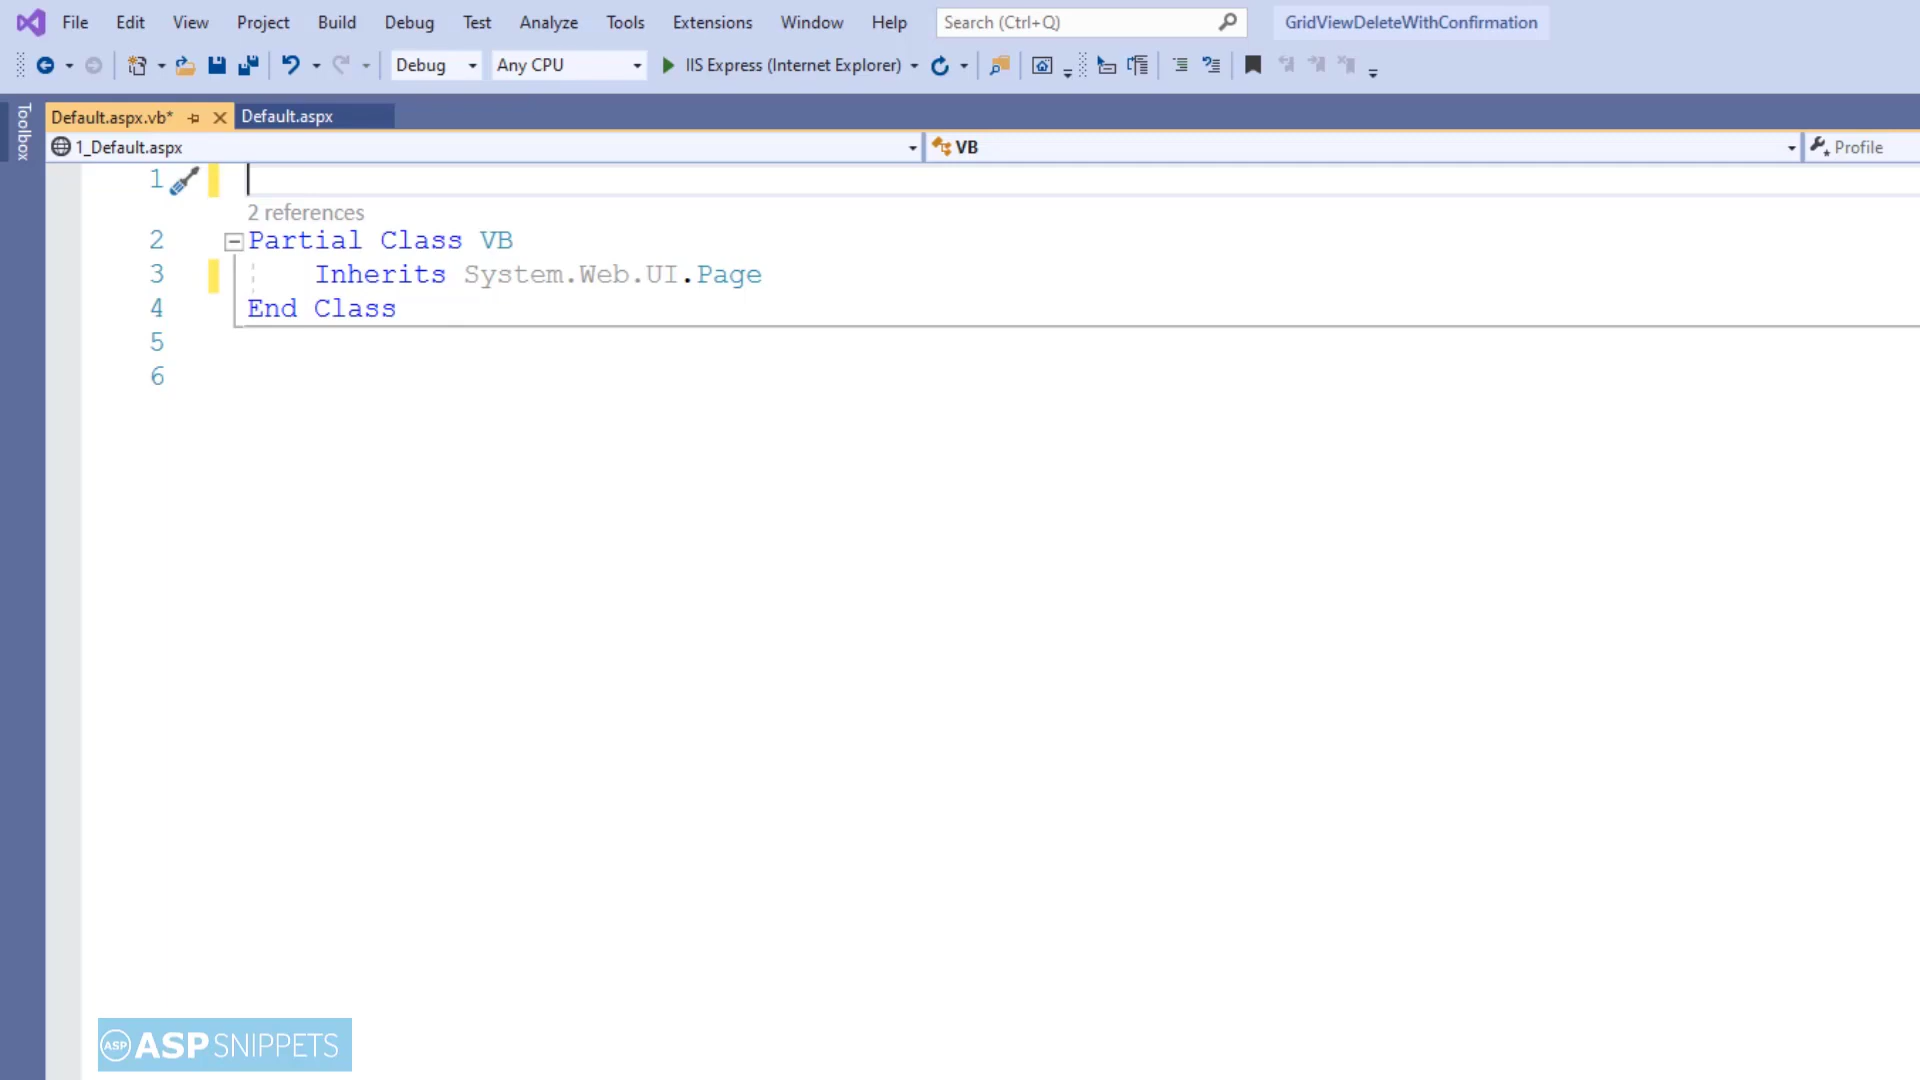 File Edit View Project Build Debug Test Analyze Tools Extensions Window Help Search (Ctrl+Q) GridViewDeleteWithConfirmation
Debug Any CPU IIS Express (Internet Explorer)
Toolbox
Default.aspx.vb* Default.aspx
1_Default.aspx VB Profile
1
2 references
2 Partial Class VB
3 Inherits System.Web.UI.Page
4 End Class
5
6
ASP ASPSNIPPETS